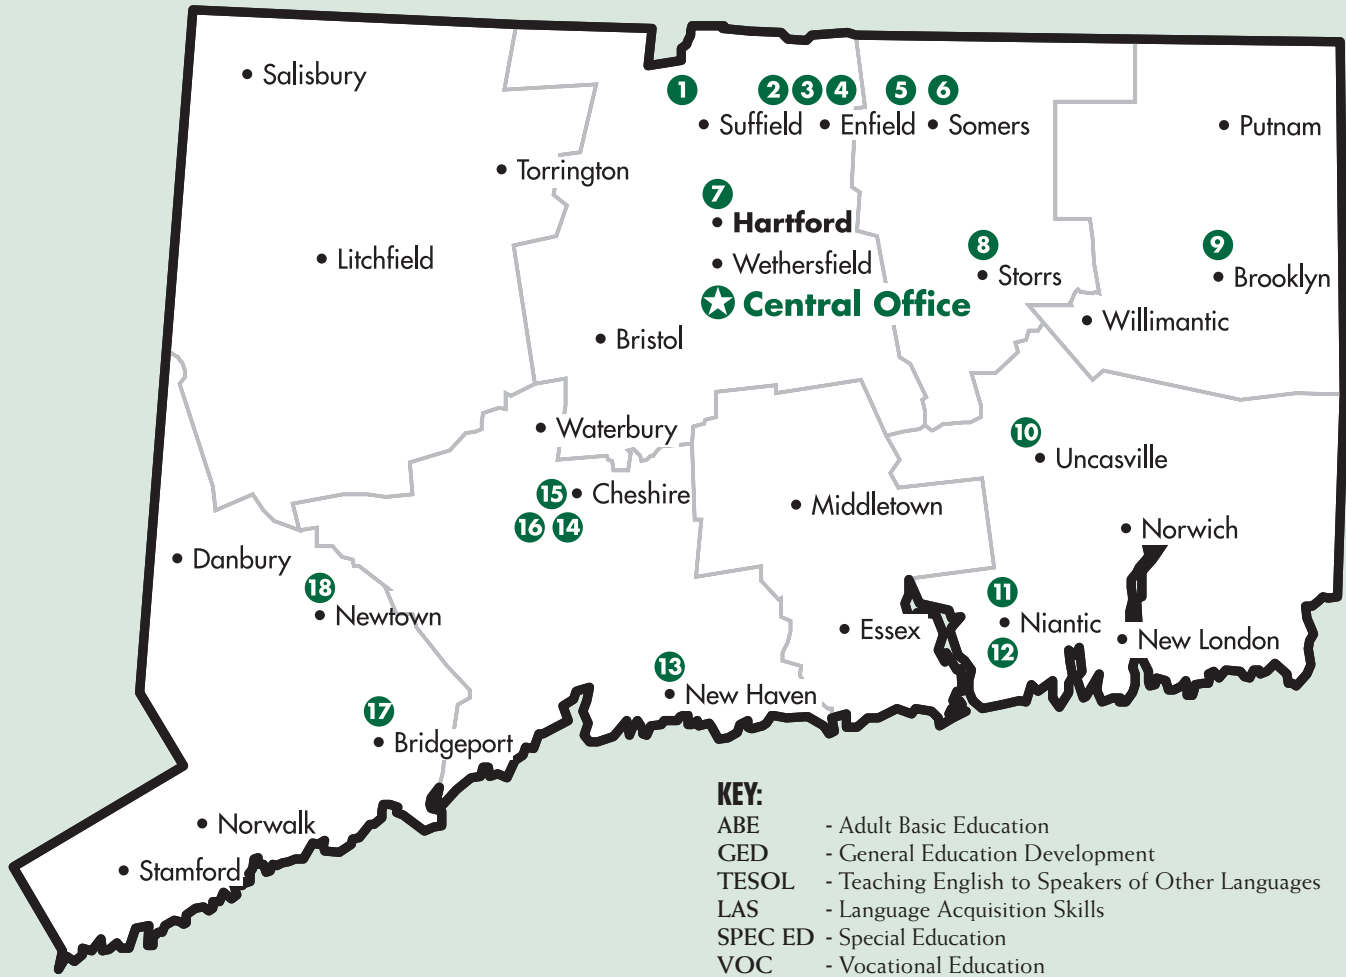 Salisbury
1
2
3
4
5
6
Suffield
Enfield
Somers
Putnam
Torrington
7
Hartford
Litchfield
Wethersfield
8
Storrs
9
Brooklyn
Central Office
Willimantic
Bristol
Waterbury
10
Uncasville
15
Cheshire
16
14
Middletown
Norwich
Danbury
18
Newtown
11
Niantic
12
Essex
New London
13
New Haven
17
Bridgeport
Norwalk
Stamford
KEY:
ABE - Adult Basic Education
GED - General Education Development
TESOL - Teaching English to Speakers of Other Languages
LAS - Language Acquisition Skills
SPEC ED - Special Education
VOC - Vocational Education